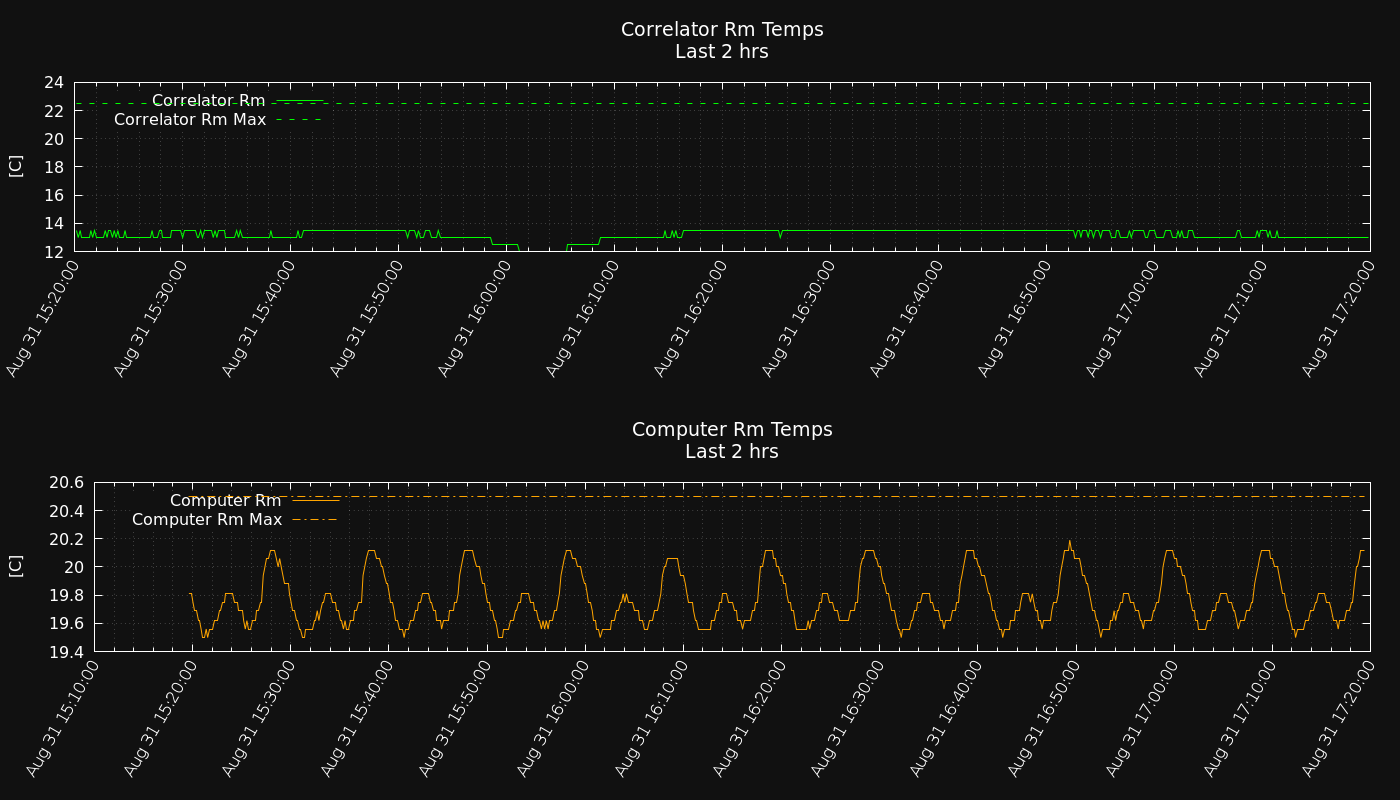 Correlator Rm Temps
Last 2 hrs
24
22
20
18
16
14
12
[C]
Correlator Rm
Correlator Rm Max
Aug 31 15:20:00
Aug 31 15:30:00
Aug 31 15:40:00
Aug 31 15:50:00
Aug 31 16:00:00
Aug 31 16:10:00
Aug 31 16:20:00
Aug 31 16:30:00
Aug 31 16:40:00
Aug 31 16:50:00
Aug 31 17:00:00
Aug 31 17:10:00
Aug 31 17:20:00
Computer Rm Temps
Last 2 hrs
20.6
20.4
20.2
20
19.8
19.6
19.4
[C]
Computer Rm
Computer Rm Max
Aug 31 15:10:00
Aug 31 15:20:00
Aug 31 15:30:00
Aug 31 15:40:00
Aug 31 15:50:00
Aug 31 16:00:00
Aug 31 16:10:00
Aug 31 16:20:00
Aug 31 16:30:00
Aug 31 16:40:00
Aug 31 16:50:00
Aug 31 17:00:00
Aug 31 17:10:00
Aug 31 17:20:00